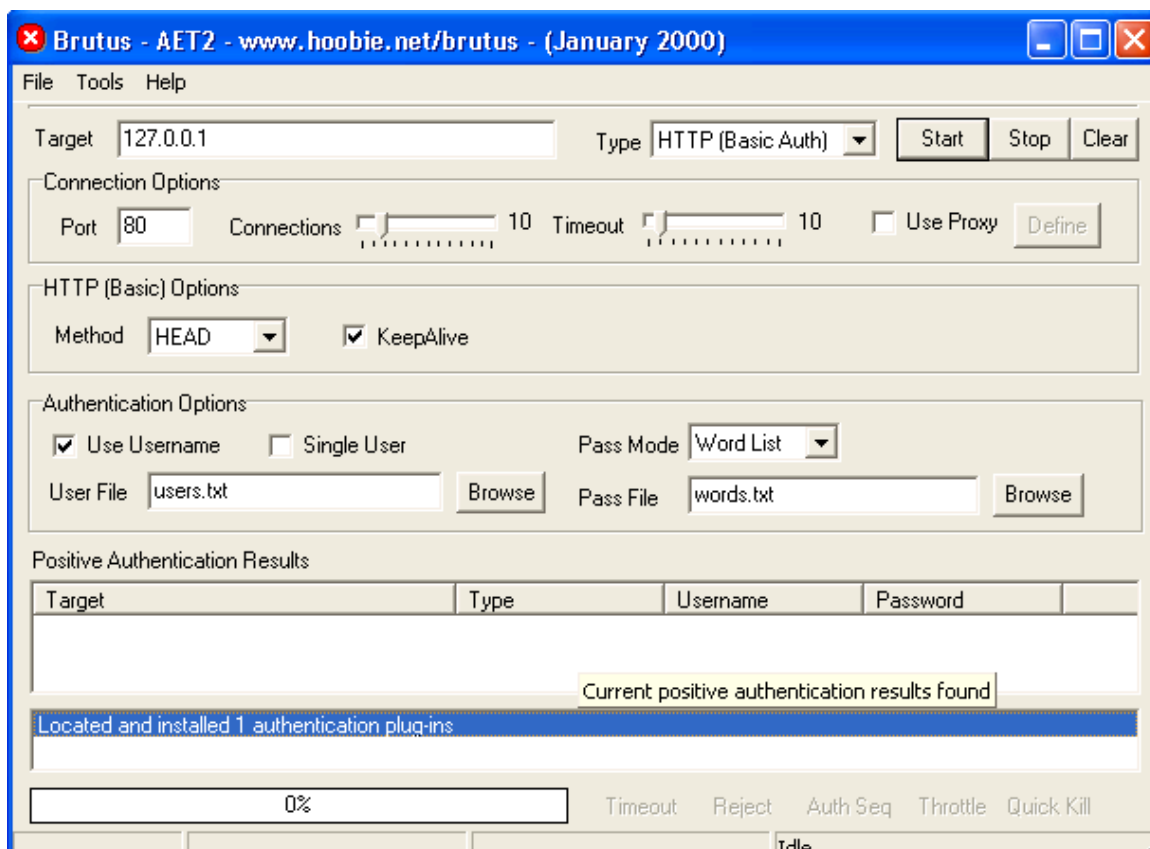 Brutus - AET2 - www.hoobie.net/brutus - (January 2000)
File Tools Help
Target 127.0.0.1 Type HTTP (Basic Auth) Start Stop Clear
Connection Options
Port 80 Connections 10 Timeout 10 Use Proxy Define
HTTP (Basic) Options
Method HEAD KeepAlive
Authentication Options
Use Username Single User Pass Mode Word List
User File users.txt Browse Pass File words.txt Browse
Positive Authentication Results
Target Type Username Password
Current positive authentication results found
Located and installed 1 authentication plug-ins
0% Timeout Reject Auth Seq Throttle Quick Kill
Idle